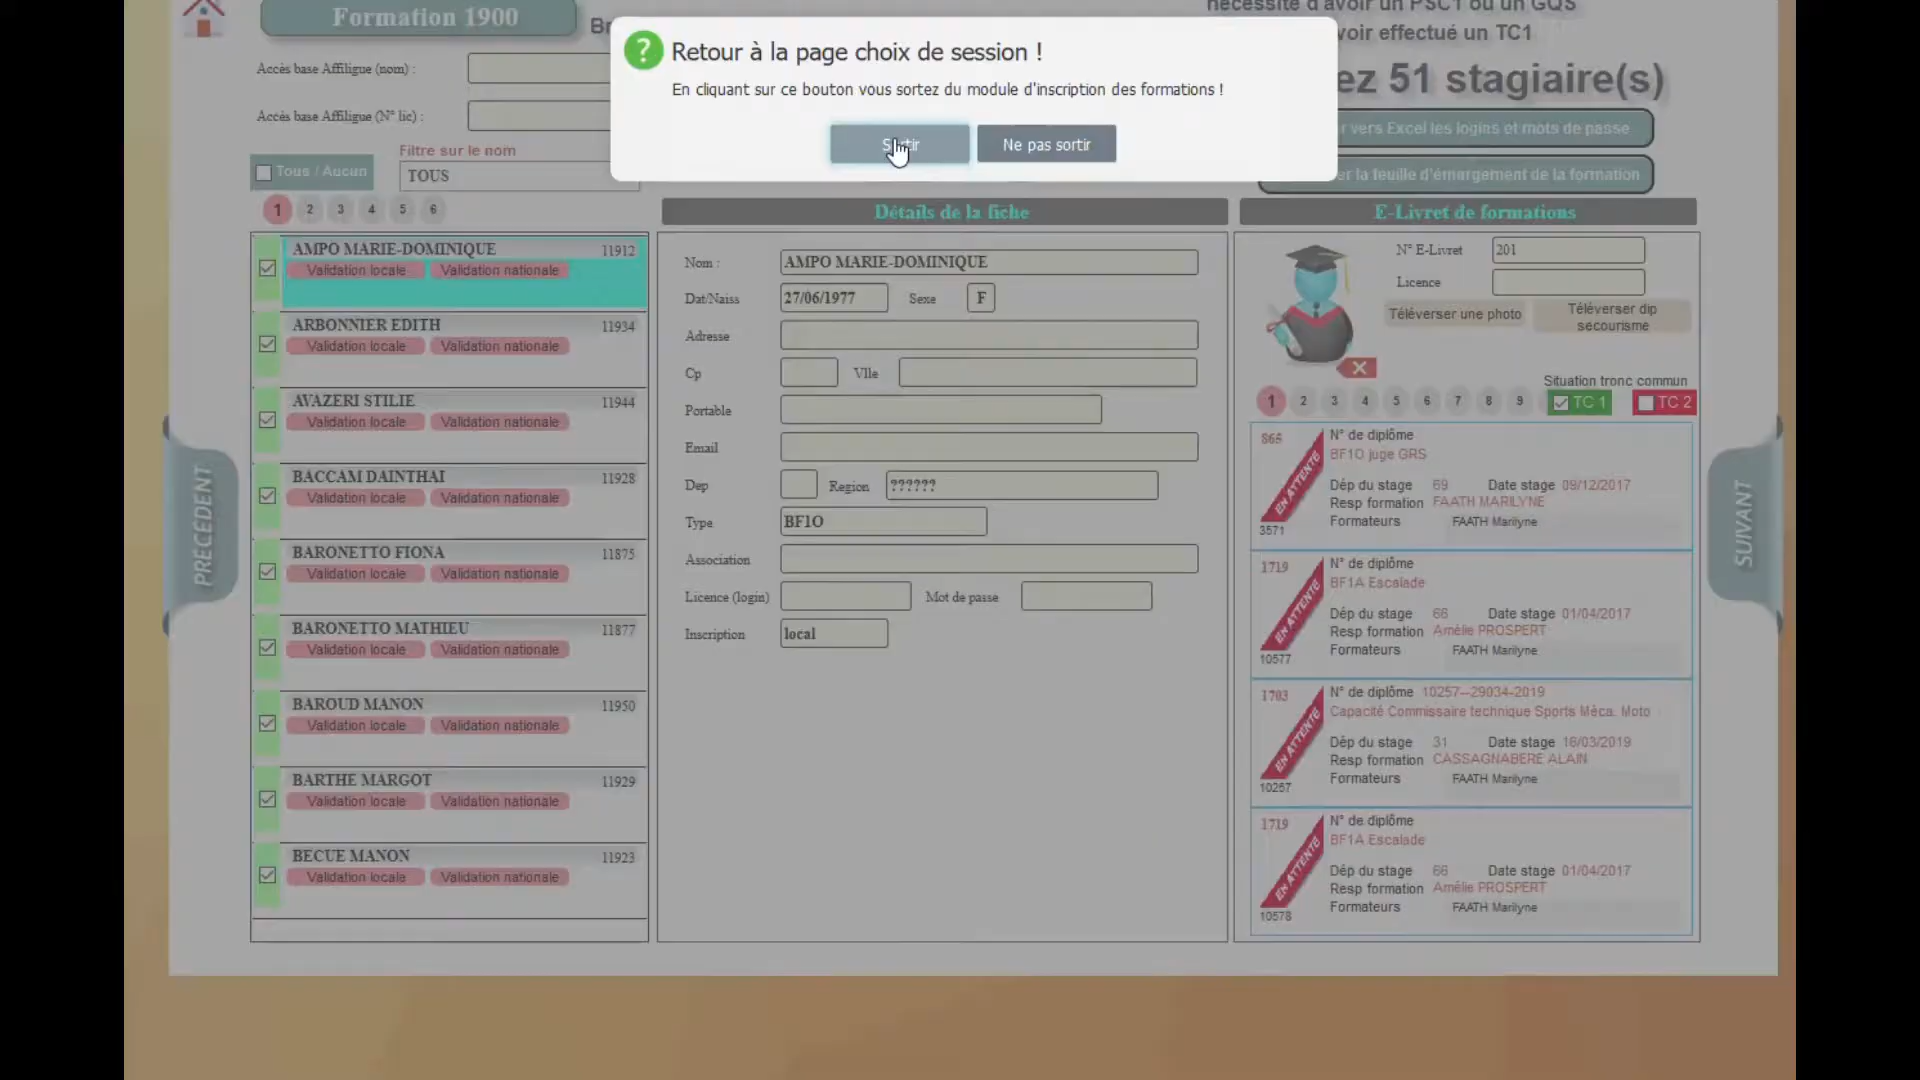 Formation 1900
Br
nécessité d'avoir un PSC1 ou un GQS
voir effectué un TC1
ez 51 stagiaire(s)
Retour à la page choix de session !
En cliquant sur ce bouton vous sortez du module d'inscription des formations !
Sortir
Ne pas sortir
Accès base Affiligue (nom) :
Accès base Affiligue (N° lic) :
r vers Excel les logins et mots de passe
er la feuille d'émargement de la formation
Tous / Aucun
Filtre sur le nom
TOUS
1 2 3 4 5 6
AMPO MARIE-DOMINIQUE 11912
Validation locale Validation nationale
ARBONNIER EDITH 11934
Validation locale Validation nationale
AVAZERI STILIE 11944
Validation locale Validation nationale
BACCAM DAINTHAI 11928
Validation locale Validation nationale
BARONETTO FIONA 11875
Validation locale Validation nationale
BARONETTO MATHIEU 11877
Validation locale Validation nationale
BAROUD MANON 11950
Validation locale Validation nationale
BARTHE MARGOT 11929
Validation locale Validation nationale
BECUE MANON 11923
Validation locale Validation nationale
PRÉCÉDENT
Détails de la fiche
Nom : AMPO MARIE-DOMINIQUE
Dat/Naiss 27/06/1977 Sexe F
Adresse
Cp Vlle
Portable
Email
Dep Region ??????
Type BF1O
Association
Licence (login) Mot de passe
Inscription local
E-Livret de formations
N° E-Livret 201
Licence
Téléverser une photo
Téléverser dip
secourisme
Situation tronc commun
1 2 3 4 5 6 7 8 9 TC 1 TC 2
865 N° de diplôme
BF1O juge GRS
EN ATTENTE
Dép du stage 69 Date stage 09/12/2017
Resp formation FAATH MARILYNE
Formateurs FAATH Marilyne
3571
1719 N° de diplôme
BF1A Escalade
EN ATTENTE
Dép du stage 66 Date stage 01/04/2017
Resp formation Amélie PROSPERT
Formateurs FAATH Marilyne
10577
1703 N° de diplôme 10257--29034-2019
Capacité Commissaire technique Sports Méca. Moto
EN ATTENTE
Dép du stage 31 Date stage 16/03/2019
Resp formation CASSAGNABERE ALAIN
Formateurs FAATH Marilyne
10257
1719 N° de diplôme
BF1A Escalade
EN ATTENTE
Dép du stage 66 Date stage 01/04/2017
Resp formation Amélie PROSPERT
Formateurs FAATH Marilyne
10578
SUIVANT